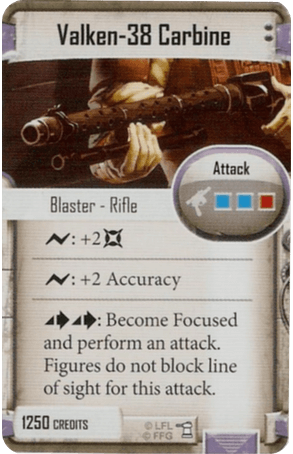 Valken-38 Carbine
Attack
Blaster - Rifle
: +2
: +2 Accuracy
: Become Focused
and perform an attack.
Figures do not block line
of sight for this attack.
1250 CREDITS
© LFL
© FFG